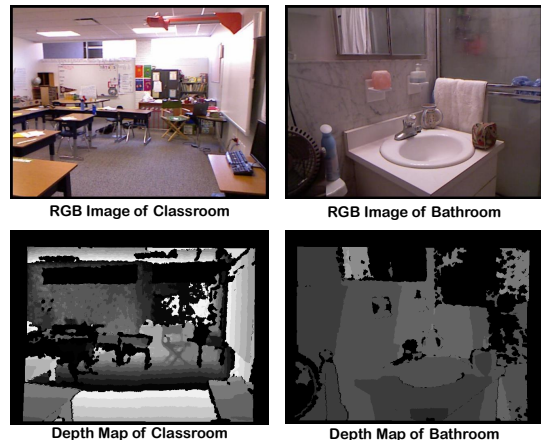 RGB Image of Classroom
RGB Image of Bathroom
Depth Map of Classroom
Depth Map of Bathroom